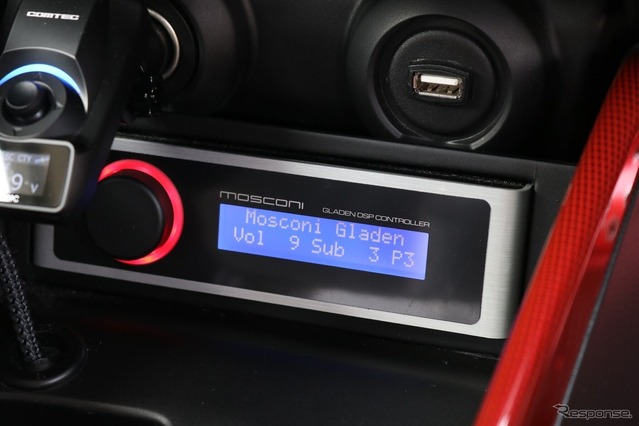 COMTEC
mosconi
GLADEN DSP CONTROLLER
Mosconi Gladen
Vol 9 Sub 3 P3
Response.